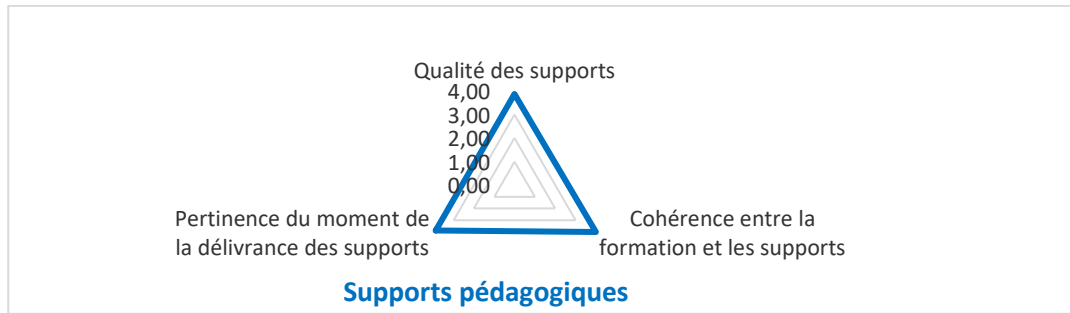 Qualité des supports
4,00
3,00
2,00
1,00
0,00
Pertinence du moment de
la délivrance des supports
Cohérence entre la
formation et les supports
Supports pédagogiques